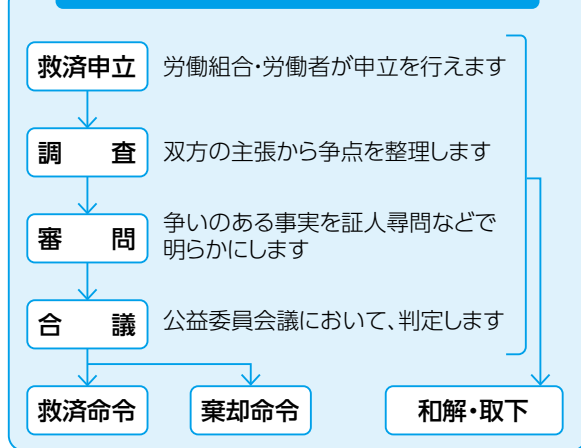 救済申立
労働組合・労働者が申立を行えます
調　査
双方の主張から争点を整理します
審　問
争いのある事実を証人尋問などで
明らかにします
合　議
公益委員会議において、判定します
救済命令
棄却命令
和解・取下